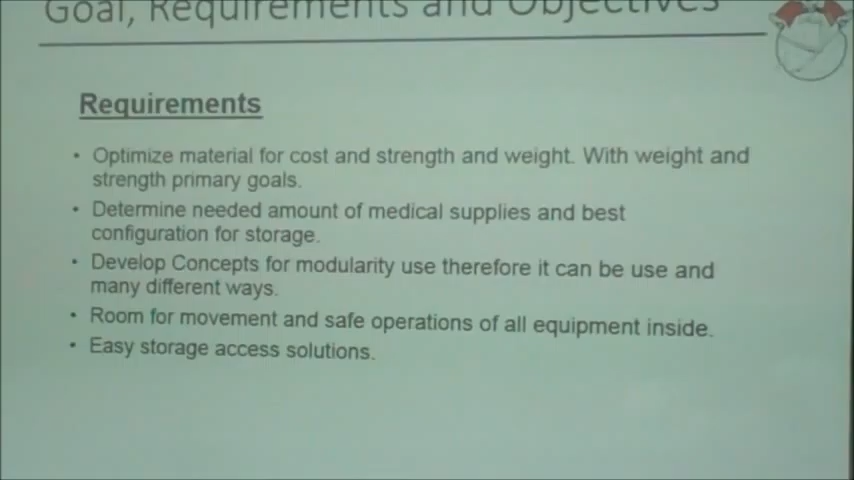 Goal, Requirements and Objectives
Requirements
• Optimize material for cost and strength and weight. With weight and
strength primary goals.
• Determine needed amount of medical supplies and best
configuration for storage.
• Develop Concepts for modularity use therefore it can be use and
many different ways.
• Room for movement and safe operations of all equipment inside.
• Easy storage access solutions.